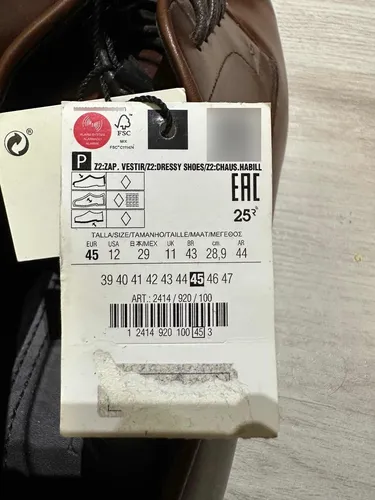 FSC
P
Z2:ZAP. VESTIR/Z2:DRESSY SHOES/Z2:CHAUS.HABILL
EAC
TALLA/SIZE/TAMANHO/TAILLE/MAAT/ΜΕΓΕΘΟΣ
EUR USA 日本/MEX UK BR CM AR
45 12 29 11 43 28,9 44
39 40 41 42 43 44 45 46 47
ART.: 2414 / 920 / 100
1 2414 920 100 45 3